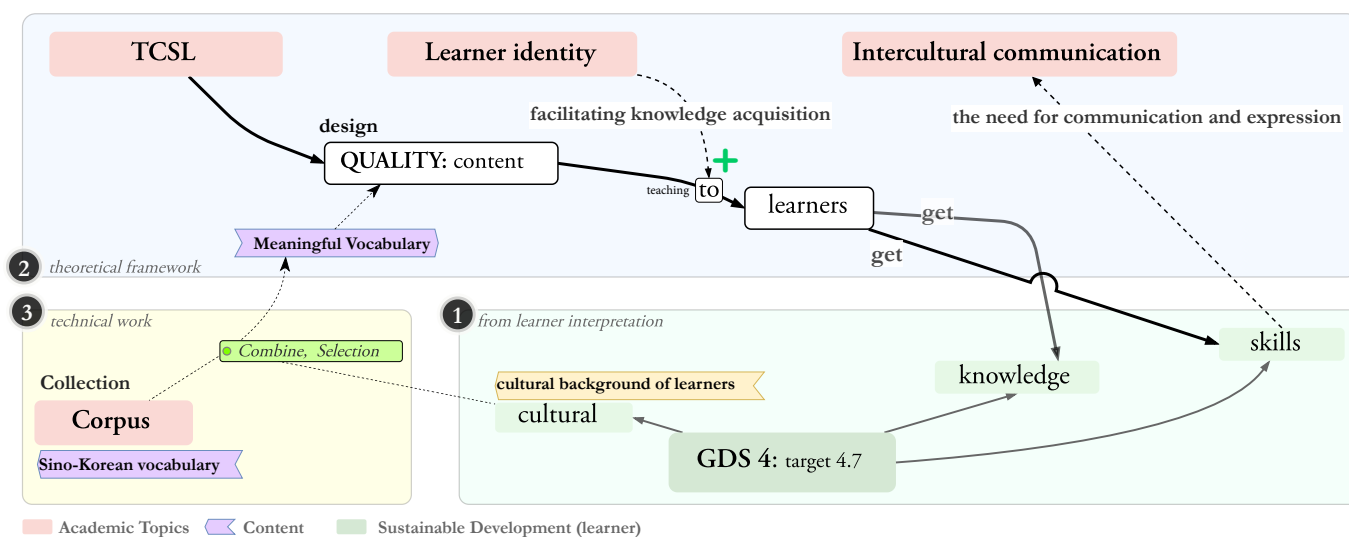 TCSL
Learner identity
Intercultural communication
facilitating knowledge acquisition
the need for communication and expression
design
QUALITY: content
teaching
to
learners
get
get
Meaningful Vocabulary
2
theoretical framework
3
technical work
1
from learner interpretation
Combine, Selection
skills
Collection
cultural background of learners
knowledge
Corpus
cultural
Sino-Korean vocabulary
GDS 4: target 4.7
Academic Topics
Content
Sustainable Development (learner)